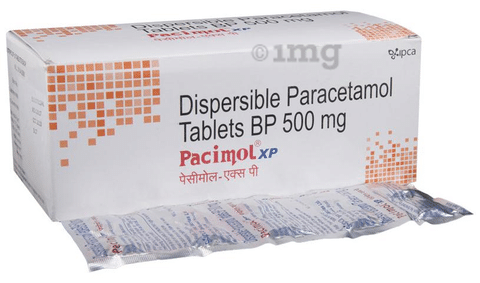 1mg
ipca
Dispersible Paracetamol
Tablets BP 500 mg
Pacimol® XP
पेसीमोल-एक्स पी